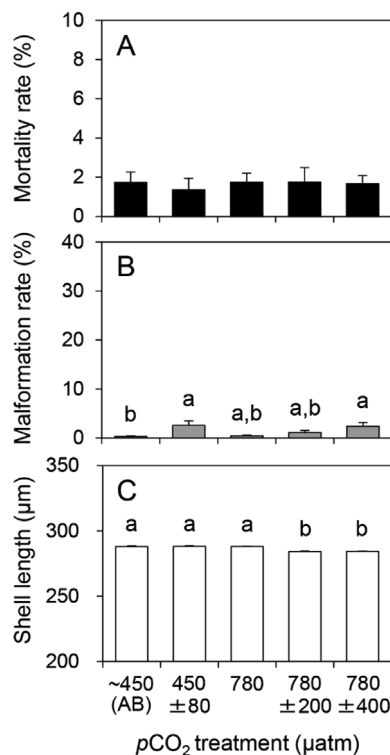 A
Mortality rate (%)
10
8
6
4
2
0
B
Malformation rate (%)
40
30
20
10
0
b
a
a,b
a,b
a
C
Shell length (μm)
350
300
250
200
a
a
a
b
b
~450 450 780 780 780
(AB) ±80 ±200 ±400
pCO₂ treatment (μatm)